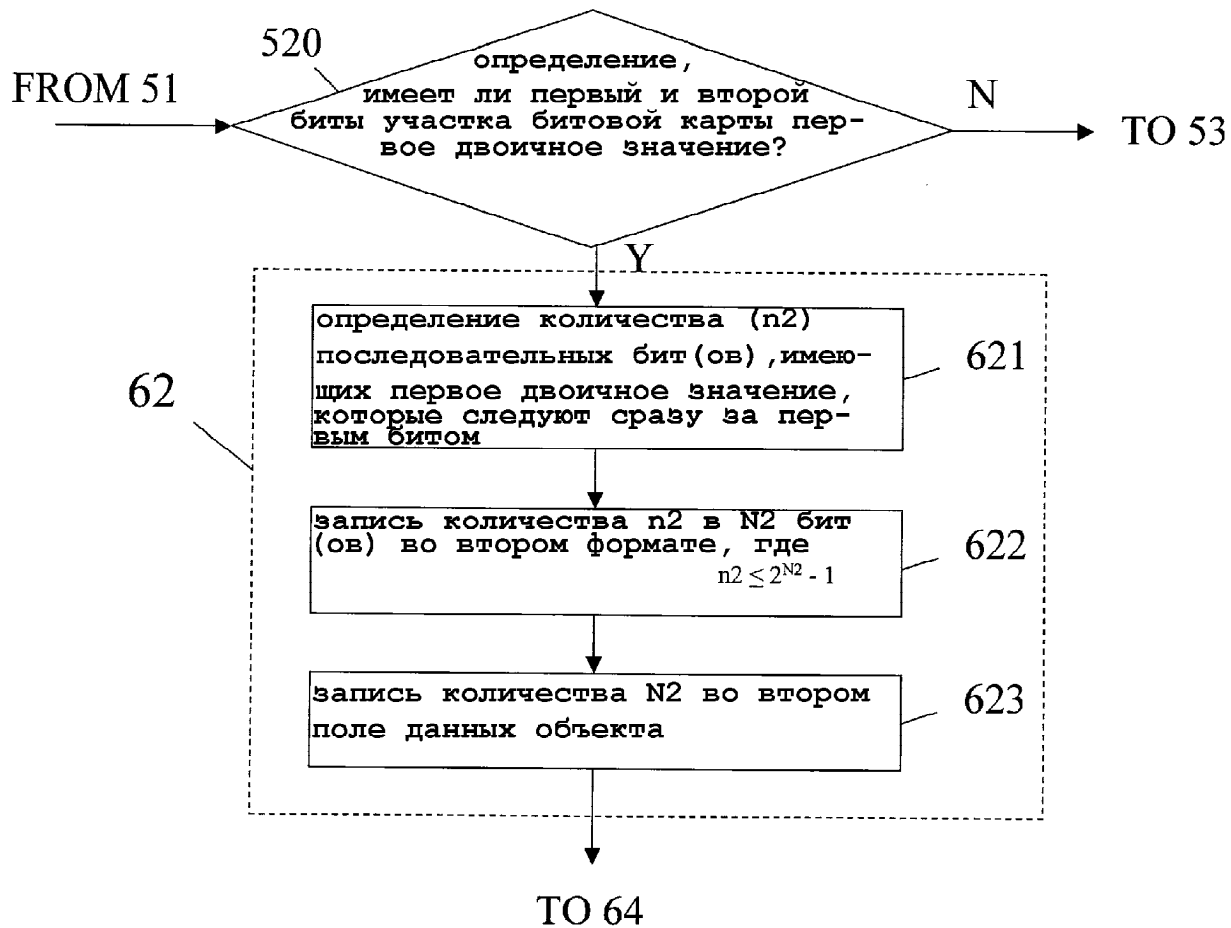 520
определение,
FROM 51
имеет ли первый и второй
N
биты участка битовой карты пер-
TO 53
вое двоичное значение?
Y
определение количества (n2)
последовательных бит(ов),имею-
щих первое двоичное значение,
которые следуют сразу за пер-
вым битом
621
62
запись количества n2 в N2 бит
(ов) во втором формате, где
n2 ≤ 2^N2 - 1
622
запись количества N2 во втором
поле данных объекта
623
TO 64